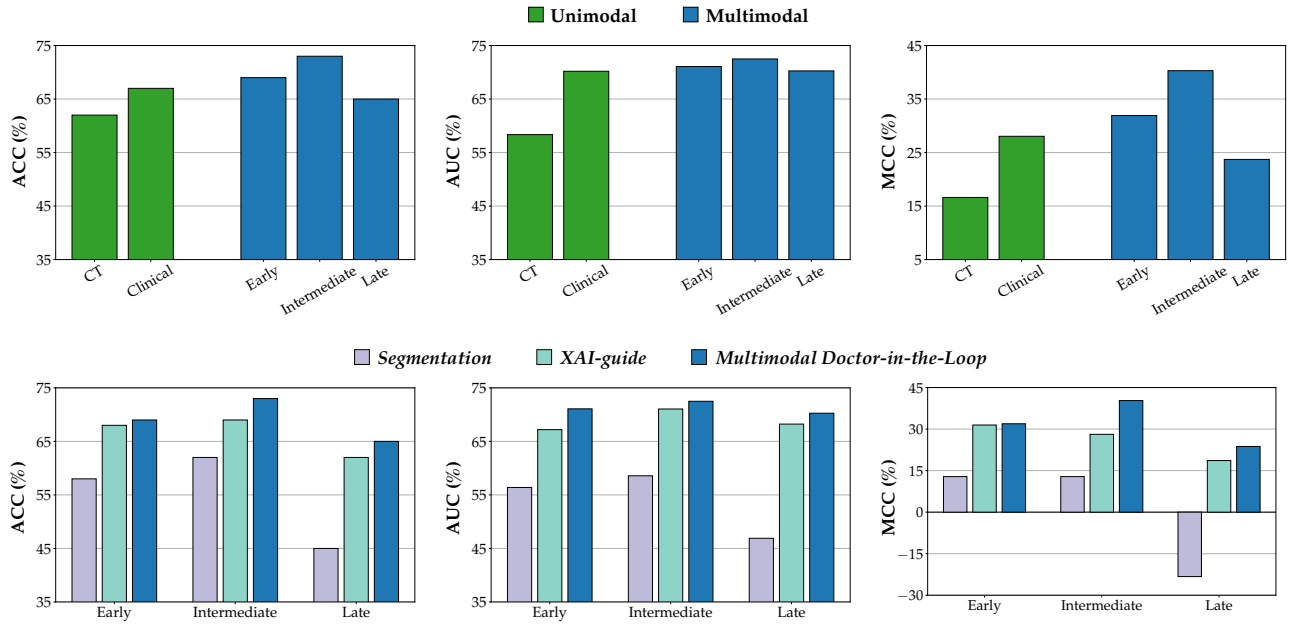 Unimodal Multimodal
ACC (%)
75
65
55
45
35
CT Clinical Early Intermediate Late
AUC (%)
75
65
55
45
35
CT Clinical Early Intermediate Late
MCC (%)
45
35
25
15
5
CT Clinical Early Intermediate Late
Segmentation XAI-guide Multimodal Doctor-in-the-Loop
ACC (%)
75
65
55
45
35
Early Intermediate Late
AUC (%)
75
65
55
45
35
Early Intermediate Late
MCC (%)
45
30
15
0
−15
−30
Early Intermediate Late